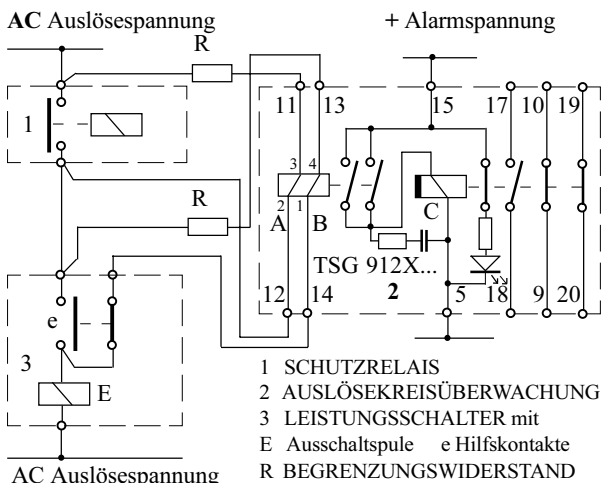 AC Auslösespannung
+ Alarmspannung
R
11 13 15 17 10 19
1
3 4
R
2 1
A B
C
TSG 912X...
2
12 14 5 18 9 20
e
3
E
1 SCHUTZRELAIS
2 AUSLÖSEKREISÜBERWACHUNG
3 LEISTUNGSSCHALTER mit
E Ausschaltspule e Hilfskontakte
R BEGRENZUNGSWIDERSTAND
AC Auslösespannung